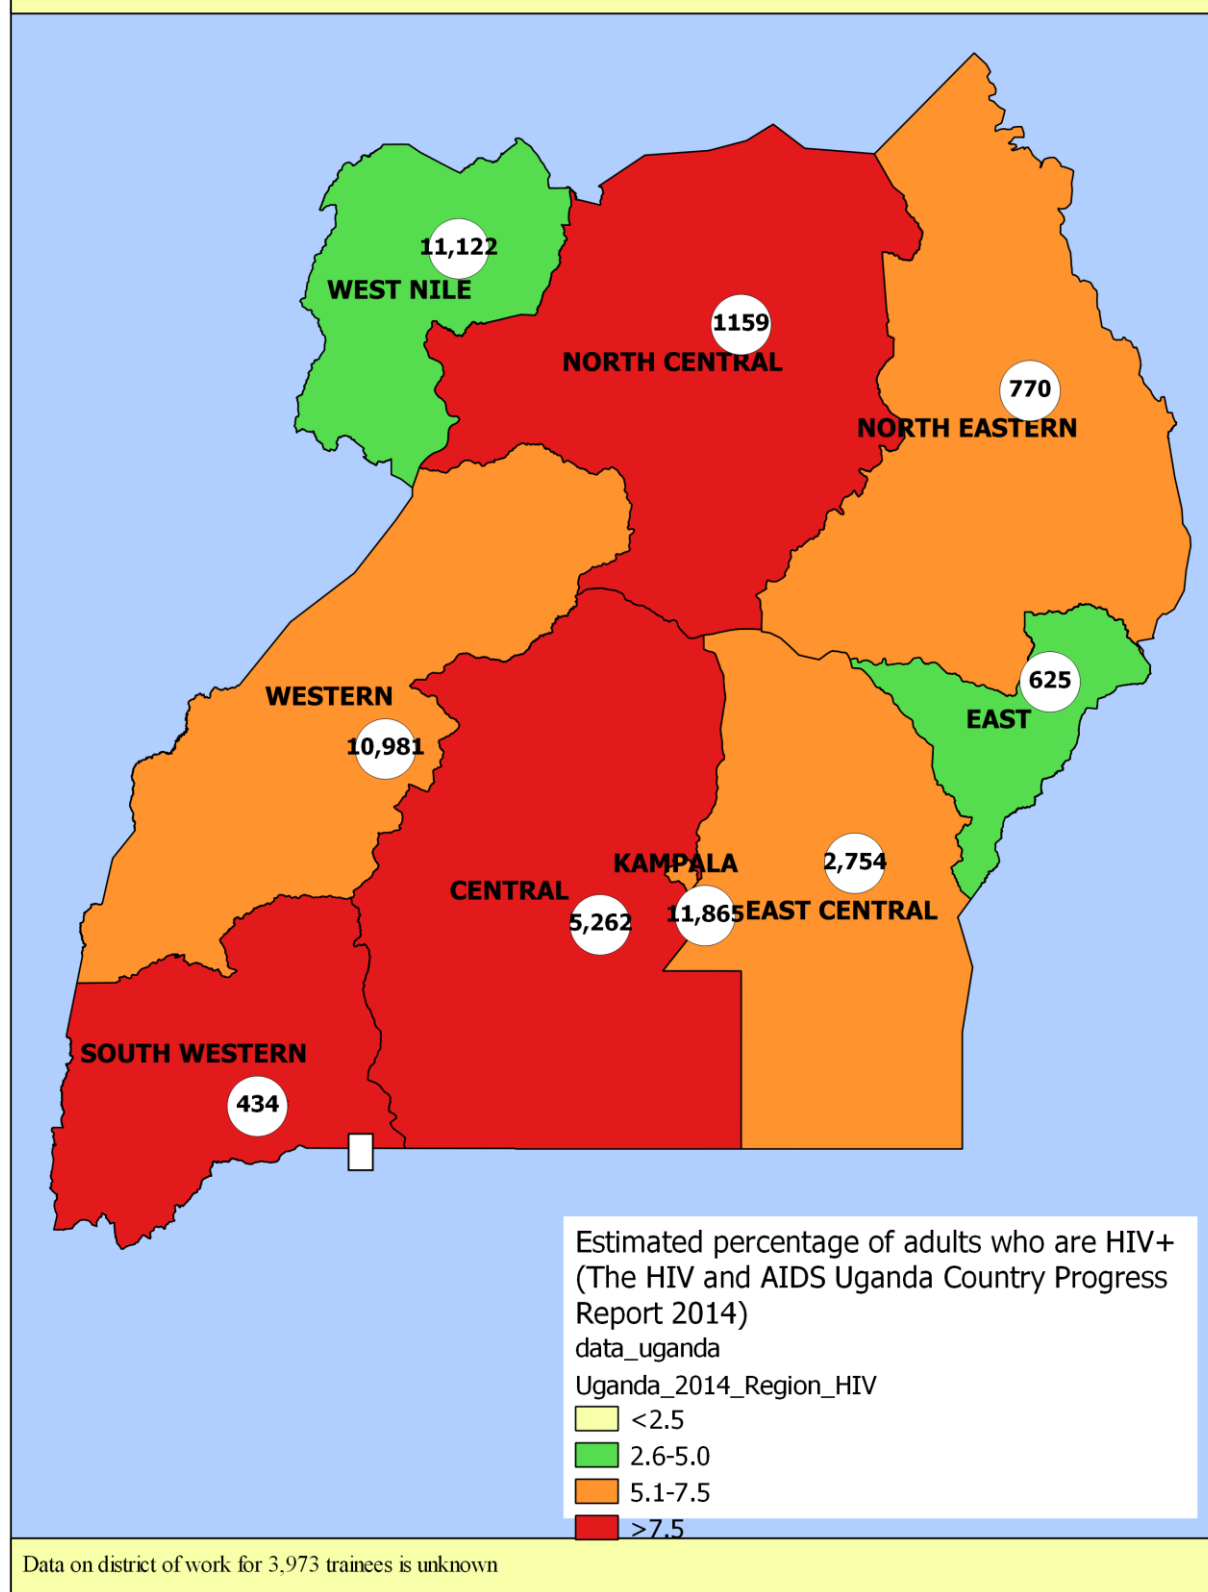 11,122
WEST NILE
1159
NORTH CENTRAL
770
NORTH EASTERN
625
EAST
WESTERN
10,981
KAMPALA
2,754
CENTRAL
5,262
11,865
EAST CENTRAL
SOUTH WESTERN
434
Estimated percentage of adults who are HIV+
(The HIV and AIDS Uganda Country Progress
Report 2014)
data_uganda
Uganda_2014_Region_HIV
<2.5
2.6-5.0
5.1-7.5
>7.5
Data on district of work for 3,973 trainees is unknown